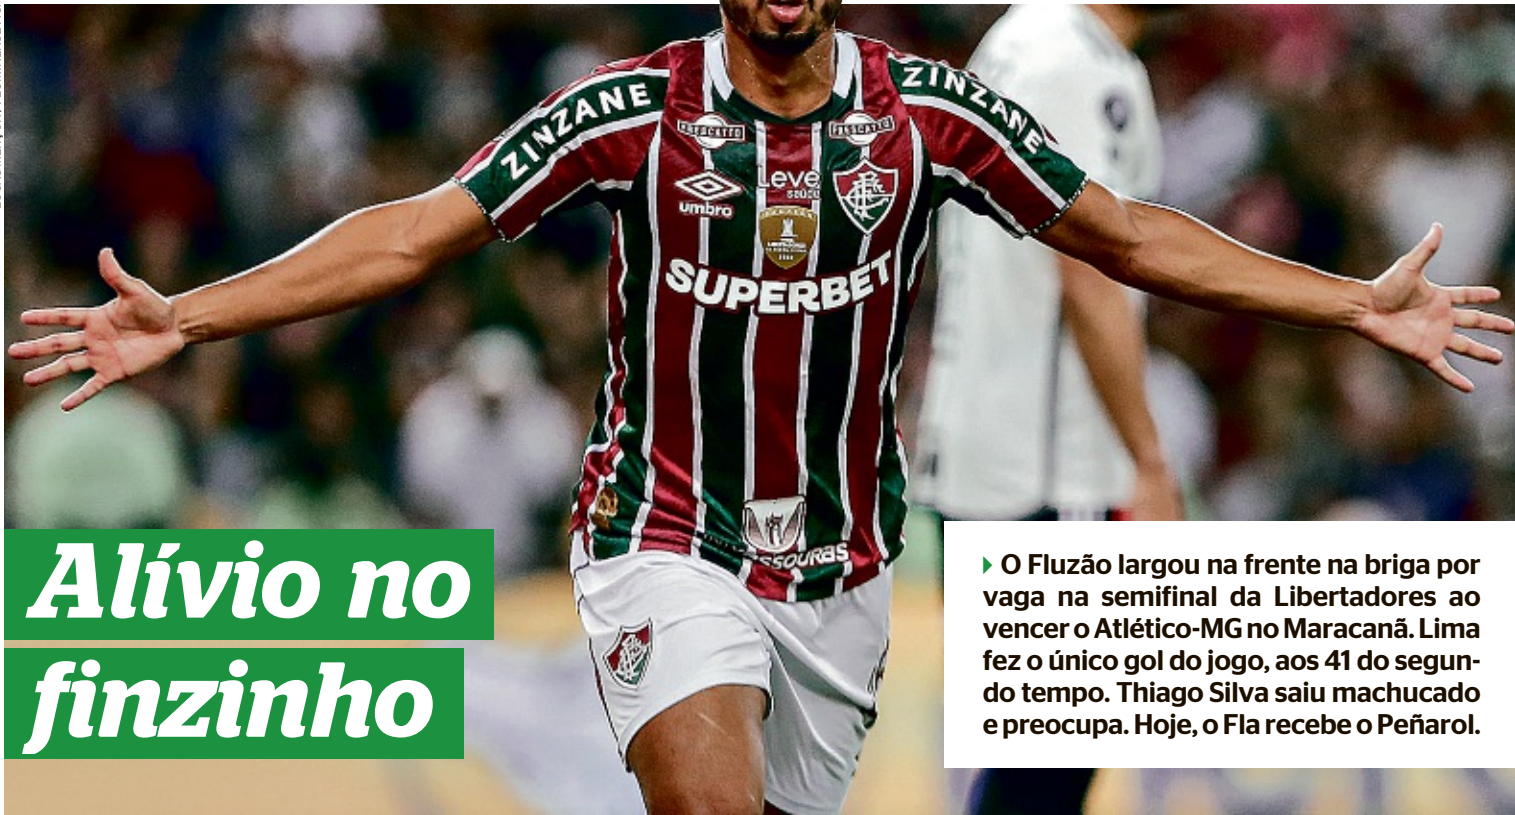 ZINZANE
ZINZANE
umbro
Leve
saúde
SUPERBET
Alívio no
finzinho
O Fluzão largou na frente na briga por
vaga na semifinal da Libertadores ao
vencer o Atlético-MG no Maracanã. Lima
fez o único gol do jogo, aos 41 do segun-
do tempo. Thiago Silva saiu machucado
e preocupa. Hoje, o Fla recebe o Peñarol.